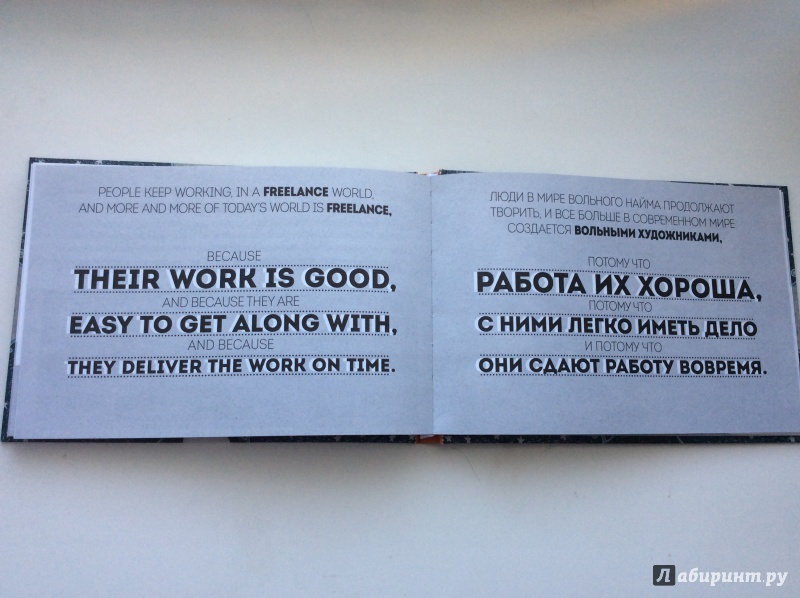 PEOPLE KEEP WORKING, IN A FREELANCE WORLD,
AND MORE AND MORE OF TODAY'S WORLD IS FREELANCE,
BECAUSE
THEIR WORK IS GOOD,
AND BECAUSE THEY ARE
EASY TO GET ALONG WITH,
AND BECAUSE
THEY DELIVER THE WORK ON TIME.
ЛЮДИ В МИРЕ ВОЛЬНОГО НАЙМА ПРОДОЛЖАЮТ
ТВОРИТЬ, И ВСЕ БОЛЬШЕ В СОВРЕМЕННОМ МИРЕ
СОЗДАЕТСЯ ВОЛЬНЫМИ ХУДОЖНИКАМИ,
ПОТОМУ ЧТО
РАБОТА ИХ ХОРОША,
ПОТОМУ ЧТО
С НИМИ ЛЕГКО ИМЕТЬ ДЕЛО
И ПОТОМУ ЧТО
ОНИ СДАЮТ РАБОТУ ВОВРЕМЯ.
Лабиринт.ру